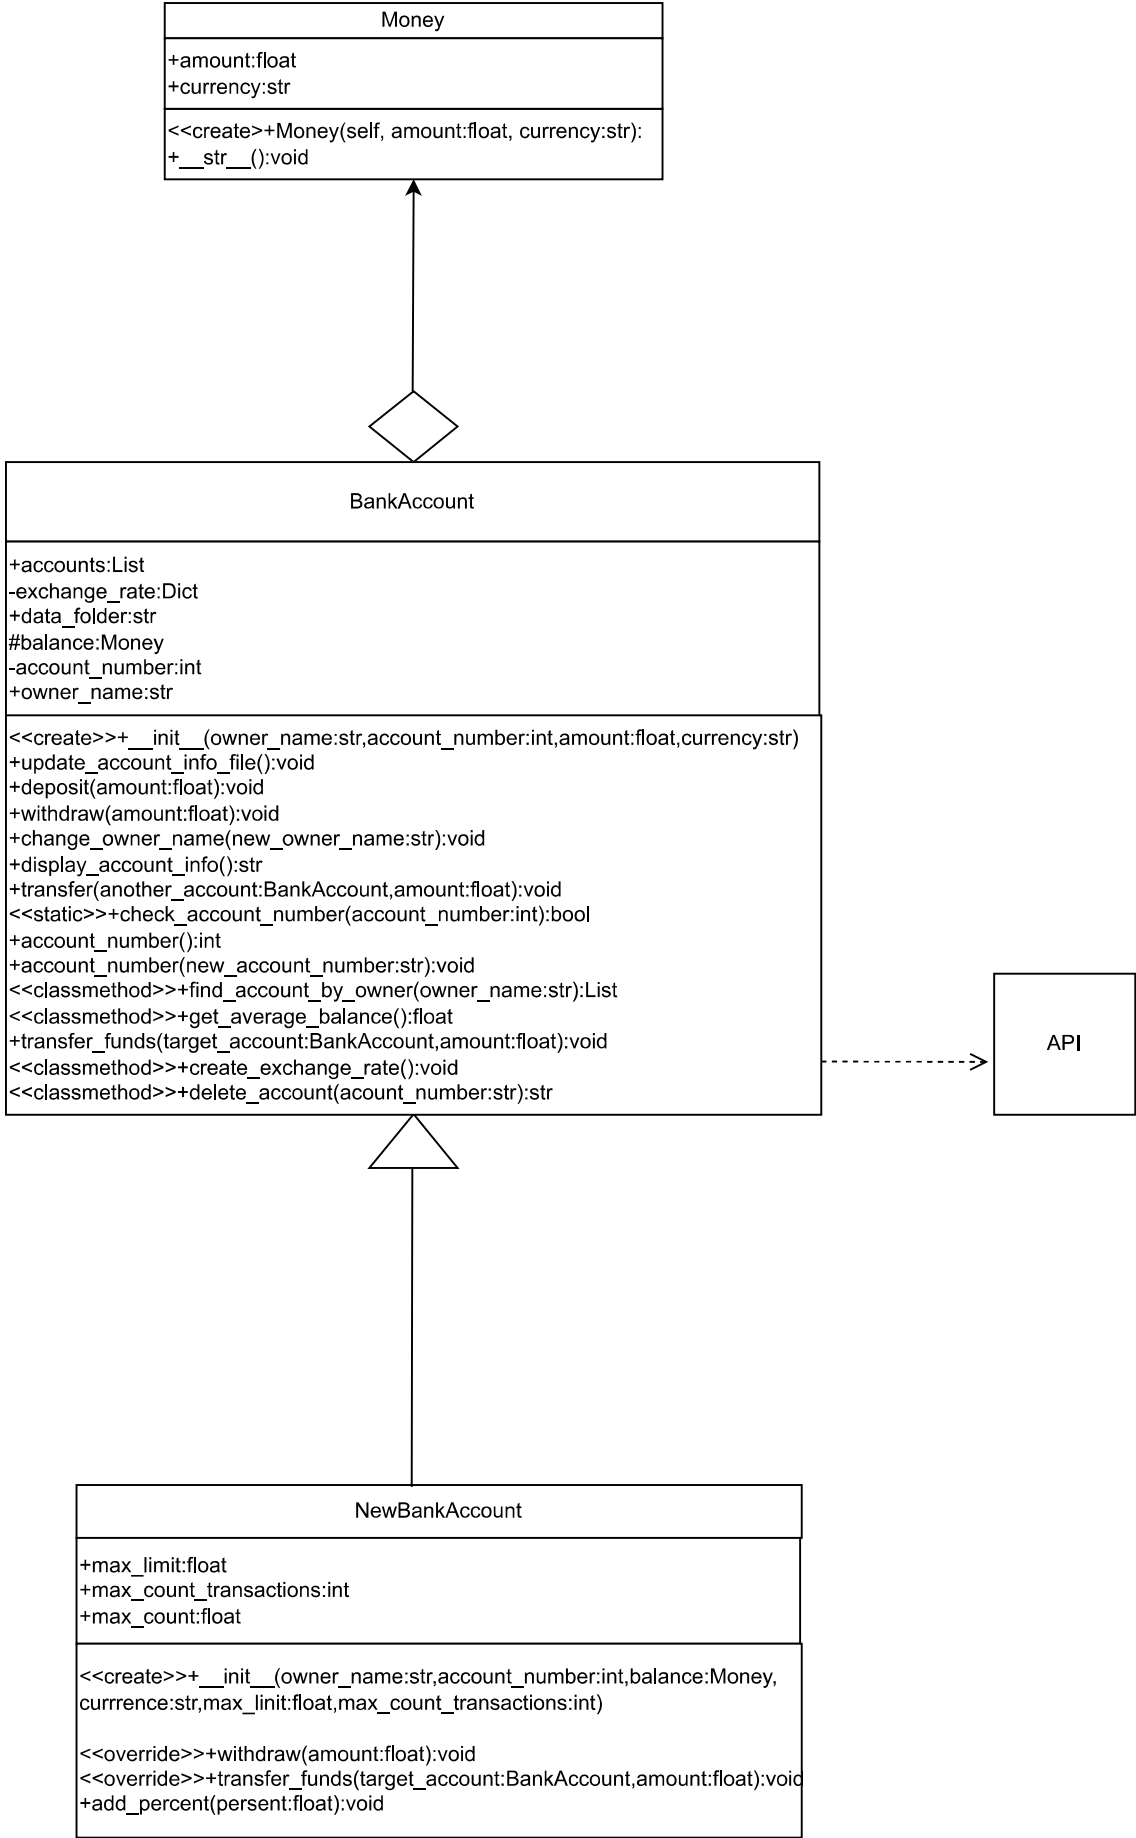 Money
+amount:float
+currency:str
<<create>+Money(self, amount:float, currency:str):
+__str__():void
BankAccount
+accounts:List
-exchange_rate:Dict
+data_folder:str
#balance:Money
-account_number:int
+owner_name:str
<<create>>+__init__(owner_name:str,account_number:int,amount:float,currency:str)
+update_account_info_file():void
+deposit(amount:float):void
+withdraw(amount:float):void
+change_owner_name(new_owner_name:str):void
+display_account_info():str
+transfer(another_account:BankAccount,amount:float):void
<<static>>+check_account_number(account_number:int):bool
+account_number():int
+account_number(new_account_number:str):void
<<classmethod>>+find_account_by_owner(owner_name:str):List
<<classmethod>>+get_average_balance():float
+transfer_funds(target_account:BankAccount,amount:float):void
<<classmethod>>+create_exchange_rate():void
<<classmethod>>+delete_account(acount_number:str):str
API
NewBankAccount
+max_limit:float
+max_count_transactions:int
+max_count:float
<<create>>+__init__(owner_name:str,account_number:int,balance:Money,
currrence:str,max_linit:float,max_count_transactions:int)
<<override>>+withdraw(amount:float):void
<<override>>+transfer_funds(target_account:BankAccount,amount:float):void
+add_percent(persent:float):void